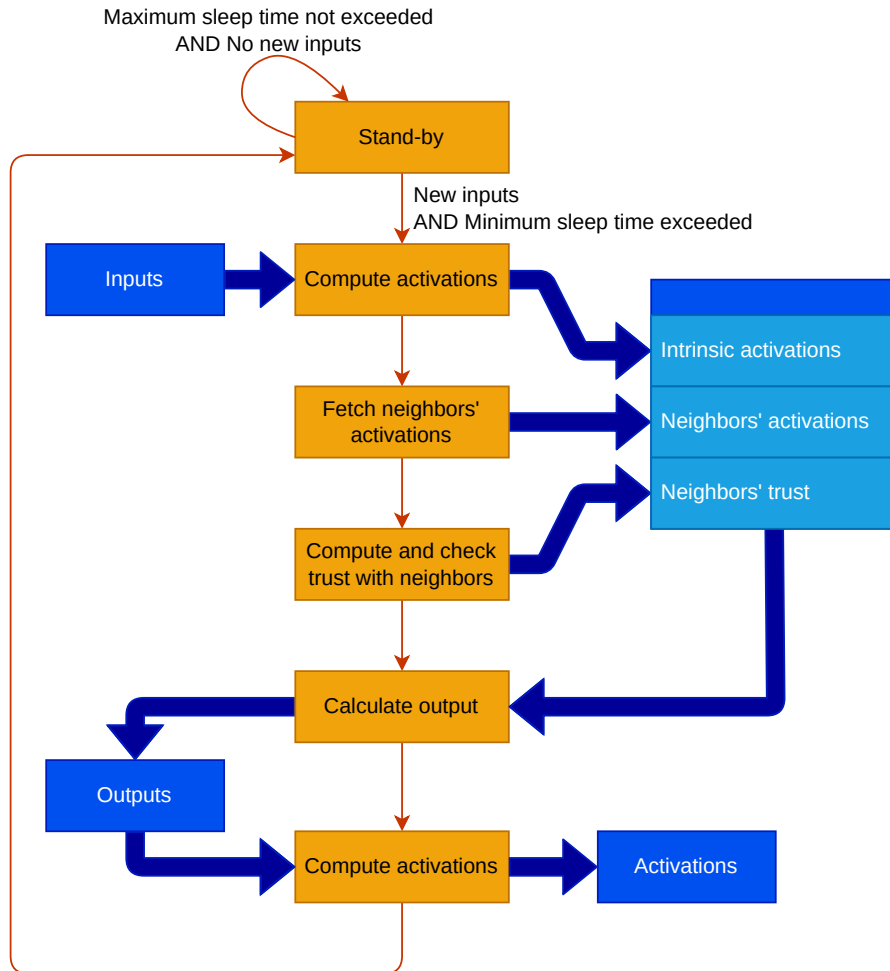 Maximum sleep time not exceeded
AND No new inputs
Stand-by
New inputs
AND Minimum sleep time exceeded
Inputs
Compute activations
Intrinsic activations
Fetch neighbors'
activations
Neighbors' activations
Neighbors' trust
Compute and check
trust with neighbors
Calculate output
Outputs
Compute activations
Activations